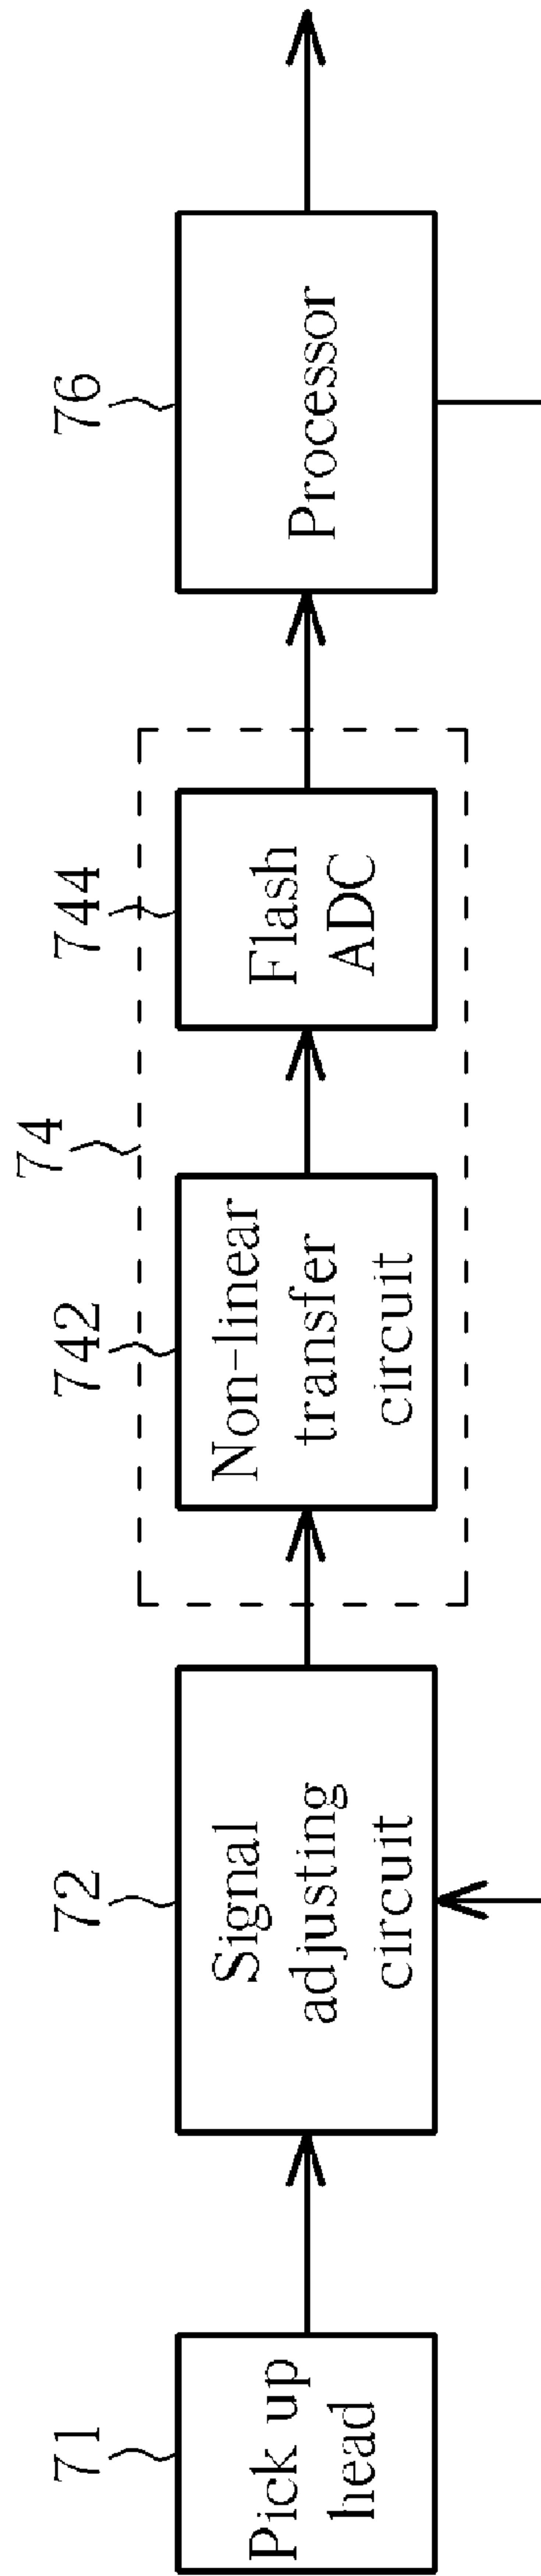 71
Pick up
head
72
Signal
adjusting
circuit
74
742
Non-linear
transfer
circuit
744
Flash
ADC
76
Processor